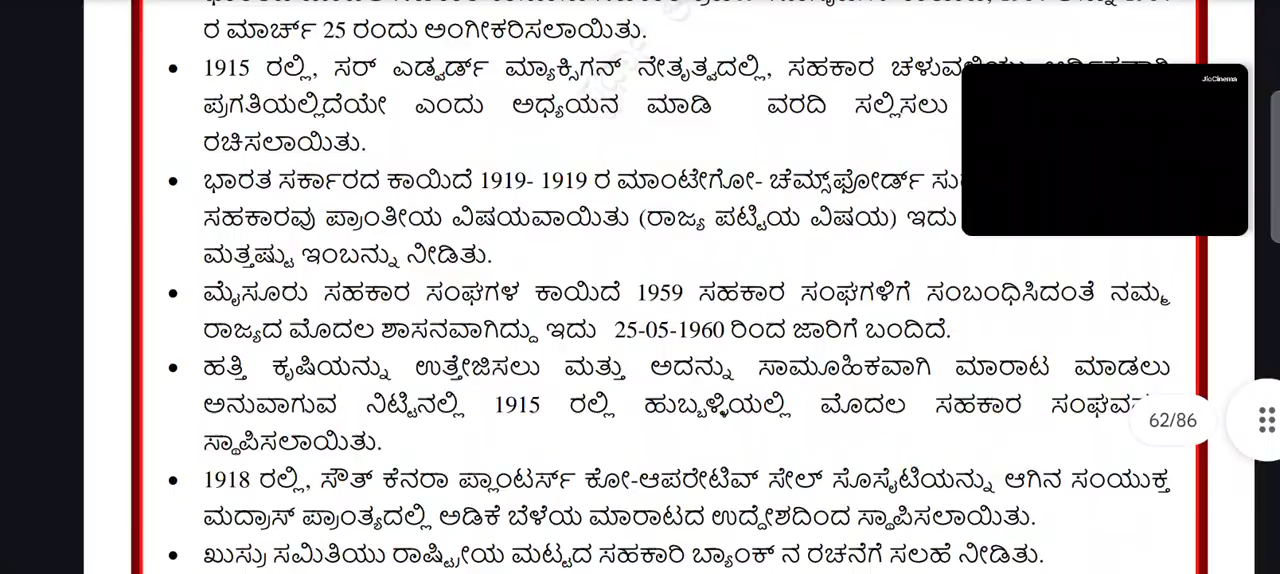 ರ ಮಾರ್ಚ್ 25 ರಂದು ಅಂಗೀಕರಿಸಲಾಯಿತು.
• 1915 ರಲ್ಲಿ, ಸರ್ ಎಡ್ವರ್ಡ್ ಮ್ಯಾಕ್ಲಿಗನ್ ನೇತೃತ್ವದಲ್ಲಿ, ಸಹಕಾರ
ಪ್ರಗತಿಯಲ್ಲಿದೆಯೇ ಎಂದು ಅಧ್ಯಯನ ಮಾಡಿ ವರದಿ ಸಲ್ಲಿಸಲು
JioCinema
ರಚಿಸಲಾಯಿತು.
• ಭಾರತ ಸರ್ಕಾರದ ಕಾಯಿದೆ 1919- 1919 ರ ಮಾಂಟೇಗೋ- ಚೆಮ್ಸ್‌ಫೋರ್ಡ್
ಸಹಕಾರವು ಪ್ರಾಂತೀಯ ವಿಷಯವಾಯಿತು (ರಾಜ್ಯ ಪಟ್ಟಿಯ ವಿಷಯ) ಇದು
ಮತ್ತಷ್ಟು ಇಂಬನ್ನು ನೀಡಿತು.
• ಮೈಸೂರು ಸಹಕಾರ ಸಂಘಗಳ ಕಾಯಿದೆ 1959 ಸಹಕಾರ ಸಂಘಗಳಿಗೆ ಸಂಬಂಧಿಸಿದಂತೆ ನಮ್ಮ
ರಾಜ್ಯದ ಮೊದಲ ಶಾಸನವಾಗಿದ್ದು ಇದು 25-05-1960 ರಿಂದ ಜಾರಿಗೆ ಬಂದಿದೆ.
• ಹತ್ತಿ ಕೃಷಿಯನ್ನು ಉತ್ತೇಜಿಸಲು ಮತ್ತು ಅದನ್ನು ಸಾಮೂಹಿಕವಾಗಿ ಮಾರಾಟ ಮಾಡಲು
ಅನುವಾಗುವ ನಿಟ್ಟಿನಲ್ಲಿ 1915 ರಲ್ಲಿ ಹುಬ್ಬಳ್ಳಿಯಲ್ಲಿ ಮೊದಲ ಸಹಕಾರ
62/86
ಸ್ಥಾಪಿಸಲಾಯಿತು.
• 1918 ರಲ್ಲಿ, ಸೌತ್ ಕೆನರಾ ಪ್ಲಾಂಟರ್ಸ್ ಕೋ-ಆಪರೇಟಿವ್ ಸೇಲ್ ಸೊಸೈಟಿಯನ್ನು ಆಗಿನ ಸಂಯುಕ್ತ
ಮದ್ರಾಸ್ ಪ್ರಾಂತ್ಯದಲ್ಲಿ ಅಡಿಕೆ ಬೆಳೆಯ ಮಾರಾಟದ ಉದ್ದೇಶದಿಂದ ಸ್ಥಾಪಿಸಲಾಯಿತು.
• ಖುಸ್ರು ಸಮಿತಿಯು ರಾಷ್ಟ್ರೀಯ ಮಟ್ಟದ ಸಹಕಾರಿ ಬ್ಯಾಂಕ್ ನ ರಚನೆಗೆ ಸಲಹೆ ನೀಡಿತು.